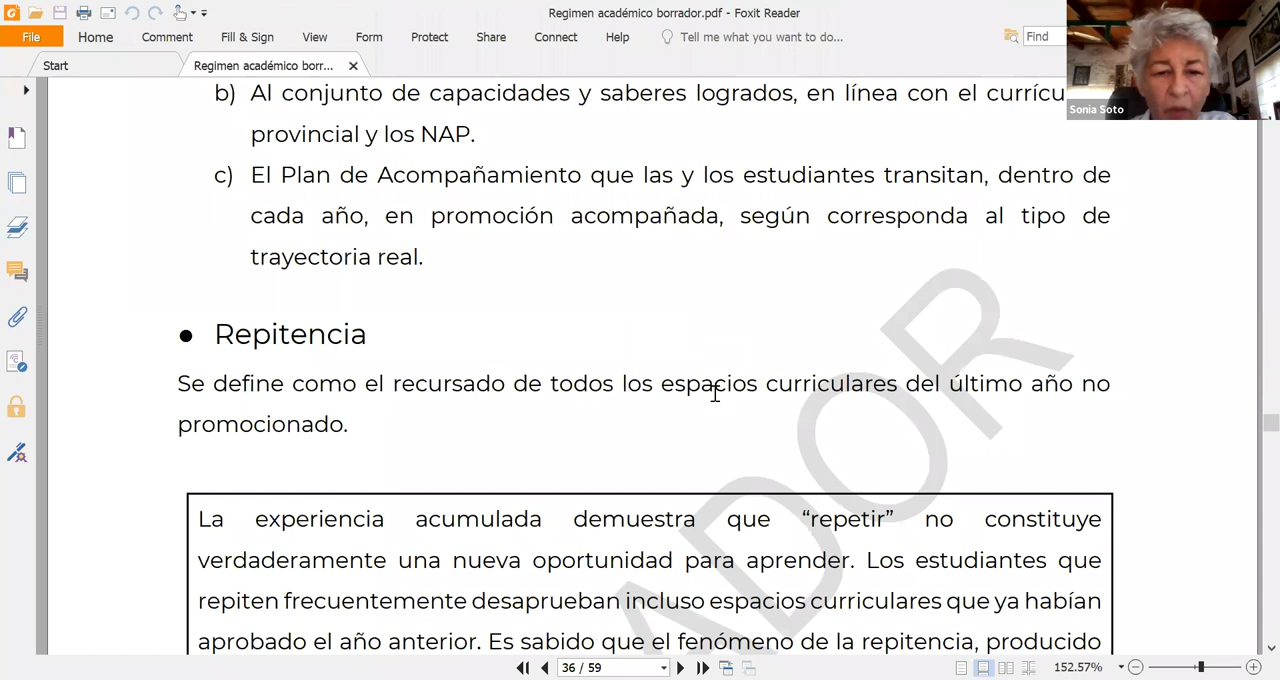 Regimen académico borrador.pdf - Foxit Reader
File Home Comment Fill & Sign View Form Protect Share Connect Help Tell me what you want to do... Find
Start Regimen académico borr...
Sonia Soto
b) Al conjunto de capacidades y saberes logrados, en línea con el
provincial y los NAP.
c) El Plan de Acompañamiento que las y los estudiantes transitan, dentro de
cada año, en promoción acompañada, según corresponda al tipo de
trayectoria real.
● Repitencia
Se define como el recursado de todos los espacios curriculares del último año no
promocionado.
La experiencia acumulada demuestra que “repetir” no constituye
verdaderamente una nueva oportunidad para aprender. Los estudiantes que
repiten frecuentemente desaprueban incluso espacios curriculares que ya habían
aprobado el año anterior. Es sabido que el fenómeno de la repitencia, producido
36 / 59
152.57%